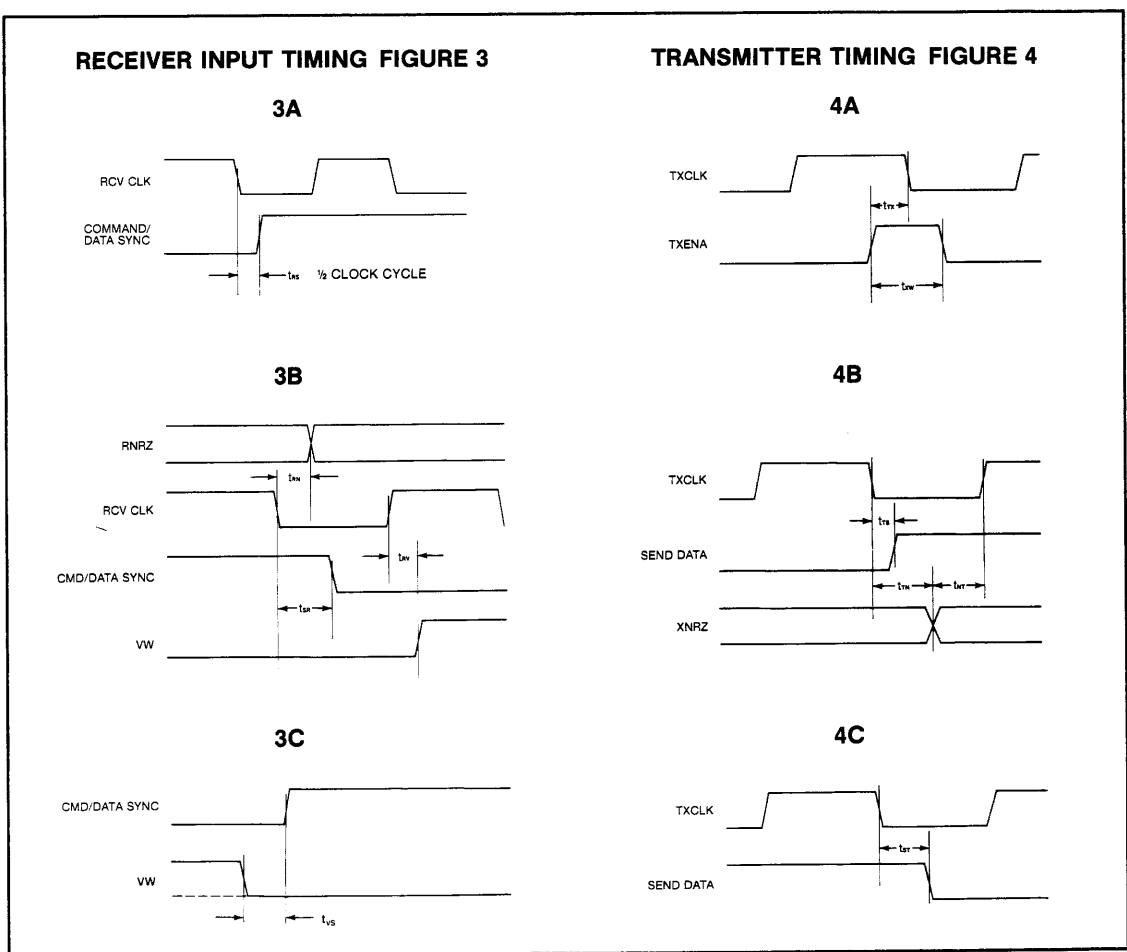 RECEIVER INPUT TIMING FIGURE 3
3A
RCV CLK
COMMAND/
DATA SYNC
tRS ½ CLOCK CYCLE
3B
RNRZ
tRN
RCV CLK
tRV
CMD/DATA SYNC
tSR
VW
3C
CMD/DATA SYNC
VW
tVS
TRANSMITTER TIMING FIGURE 4
4A
TXCLK
tTX
TXENA
tXW
4B
TXCLK
tTS
SEND DATA
tTN tNT
XNRZ
4C
TXCLK
tST
SEND DATA